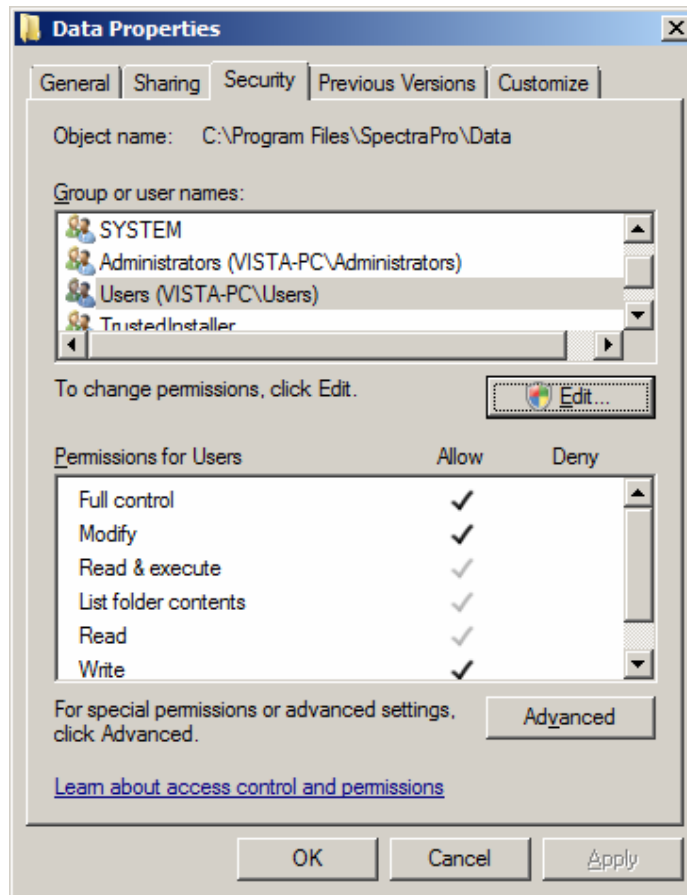 Data Properties
General Sharing Security Previous Versions Customize
Object name: C:\Program Files\SpectraPro\Data
Group or user names:
SYSTEM
Administrators (VISTA-PC\Administrators)
Users (VISTA-PC\Users)
TrustedInstaller
To change permissions, click Edit.
Edit...
Permissions for Users Allow Deny
Full control
Modify
Read & execute
List folder contents
Read
Write
For special permissions or advanced settings,
click Advanced.
Advanced
Learn about access control and permissions
OK Cancel Apply